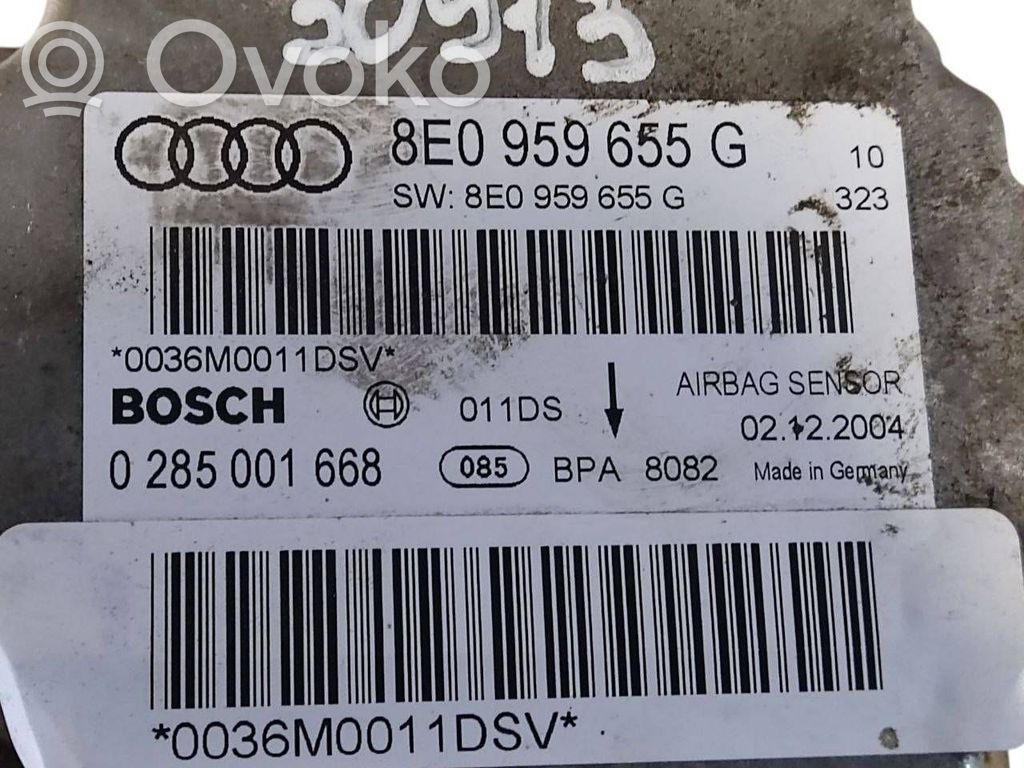 30913
Ovoko
8E0 959 655 G
10
SW: 8E0 959 655 G
323
*0036M0011DSV*
BOSCH
011DS
AIRBAG SENSOR
02.12.2004
0 285 001 668
085
BPA 8082
Made in Germany
*0036M0011DSV*